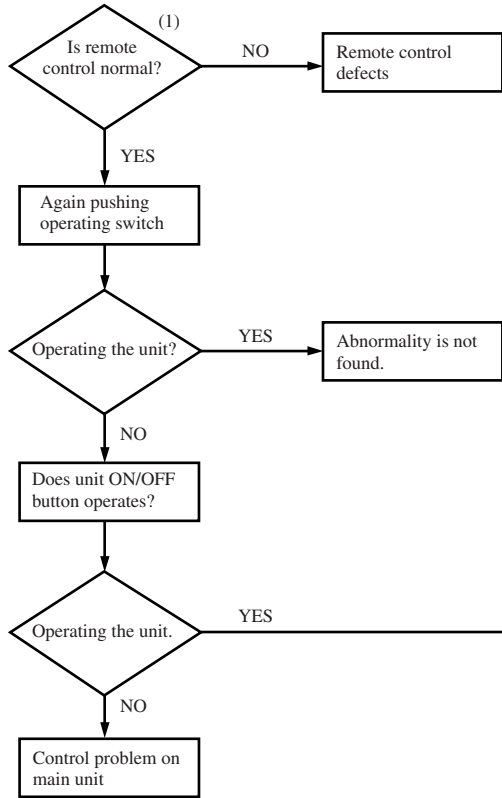 (1)
Is remote
control normal?
NO
Remote control
defects
YES
Again pushing
operating switch
Operating the unit?
YES
Abnormality is not
found.
NO
Does unit ON/OFF
button operates?
Operating the unit.
YES
NO
Control problem on
main unit